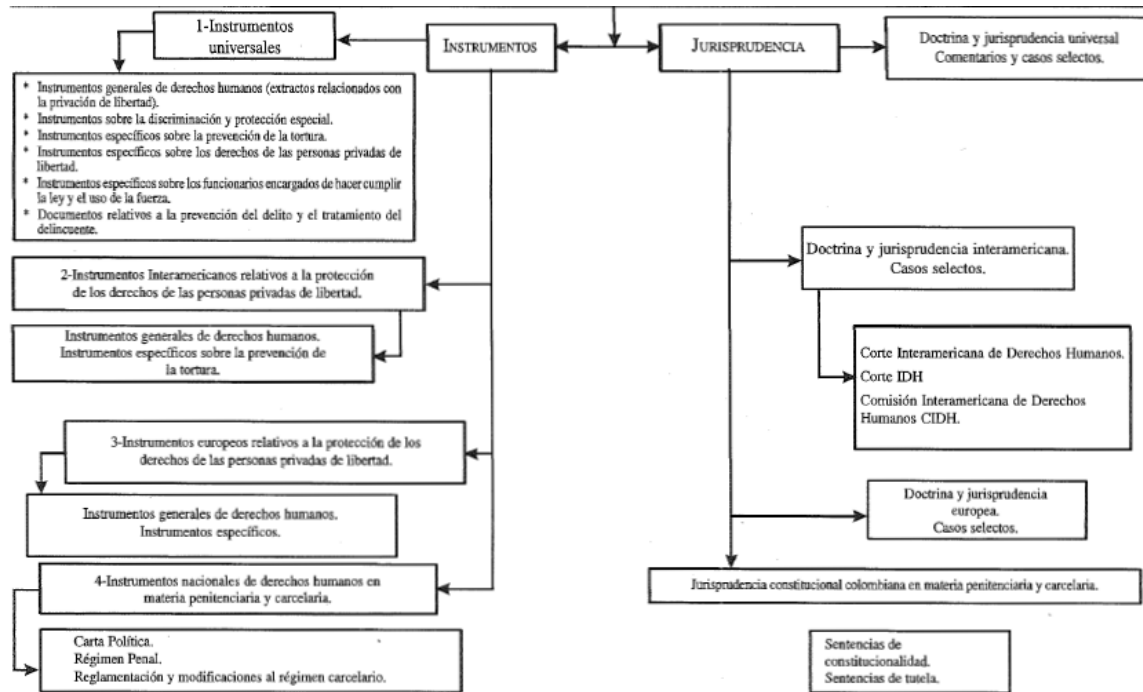 1-Instrumentos
universales
INSTRUMENTOS
JURISPRUDENCIA
Doctrina y jurisprudencia universal
Comentarios y casos selectos.
* Instrumentos generales de derechos humanos (extractos relacionados con
la privación de libertad).
* Instrumentos sobre la discriminación y protección especial.
* Instrumentos específicos sobre la prevención de la tortura.
* Instrumentos específicos sobre los derechos de las personas privadas de
libertad.
* Instrumentos específicos sobre los funcionarios encargados de hacer cumplir
la ley y el uso de la fuerza.
* Documentos relativos a la prevención del delito y el tratamiento del
delincuente.
2-Instrumentos Interamericanos relativos a la protección
de los derechos de las personas privadas de libertad.
Instrumentos generales de derechos humanos.
Instrumentos específicos sobre la prevención de
la tortura.
3-Instrumentos europeos relativos a la protección de los
derechos de las personas privadas de libertad.
Instrumentos generales de derechos humanos.
Instrumentos específicos.
4-Instrumentos nacionales de derechos humanos en
materia penitenciaria y carcelaria.
Carta Política.
Régimen Penal.
Reglamentación y modificaciones al régimen carcelario.
Doctrina y jurisprudencia interamericana.
Casos selectos.
Corte Interamericana de Derechos Humanos.
Corte IDH
Comisión Interamericana de Derechos
Humanos CIDH.
Doctrina y jurisprudencia
europea.
Casos selectos.
Jurisprudencia constitucional colombiana en materia penitenciaria y carcelaria.
Sentencias de
constitucionalidad.
Sentencias de tutela.